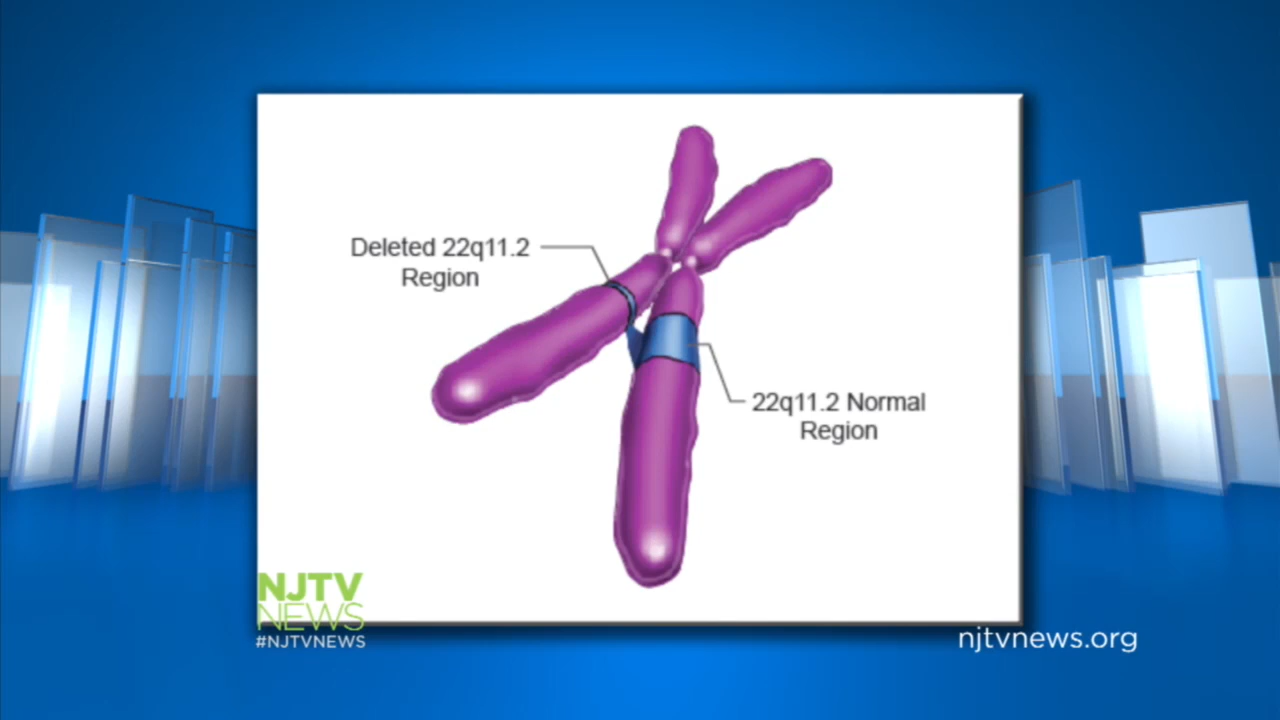 Deleted 22q11.2
Region
22q11.2 Normal
Region
NJTV
NEWS
#NJTVNEWS
njtvnews.org